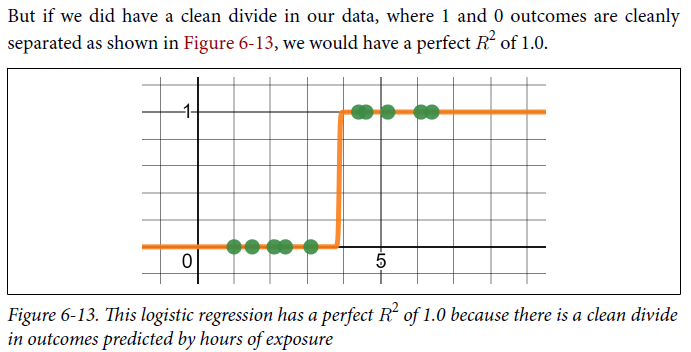 But if we did have a clean divide in our data, where 1 and 0 outcomes are cleanly
separated as shown in Figure 6-13, we would have a perfect R² of 1.0.
1
0
5
Figure 6-13. This logistic regression has a perfect R² of 1.0 because there is a clean divide
in outcomes predicted by hours of exposure